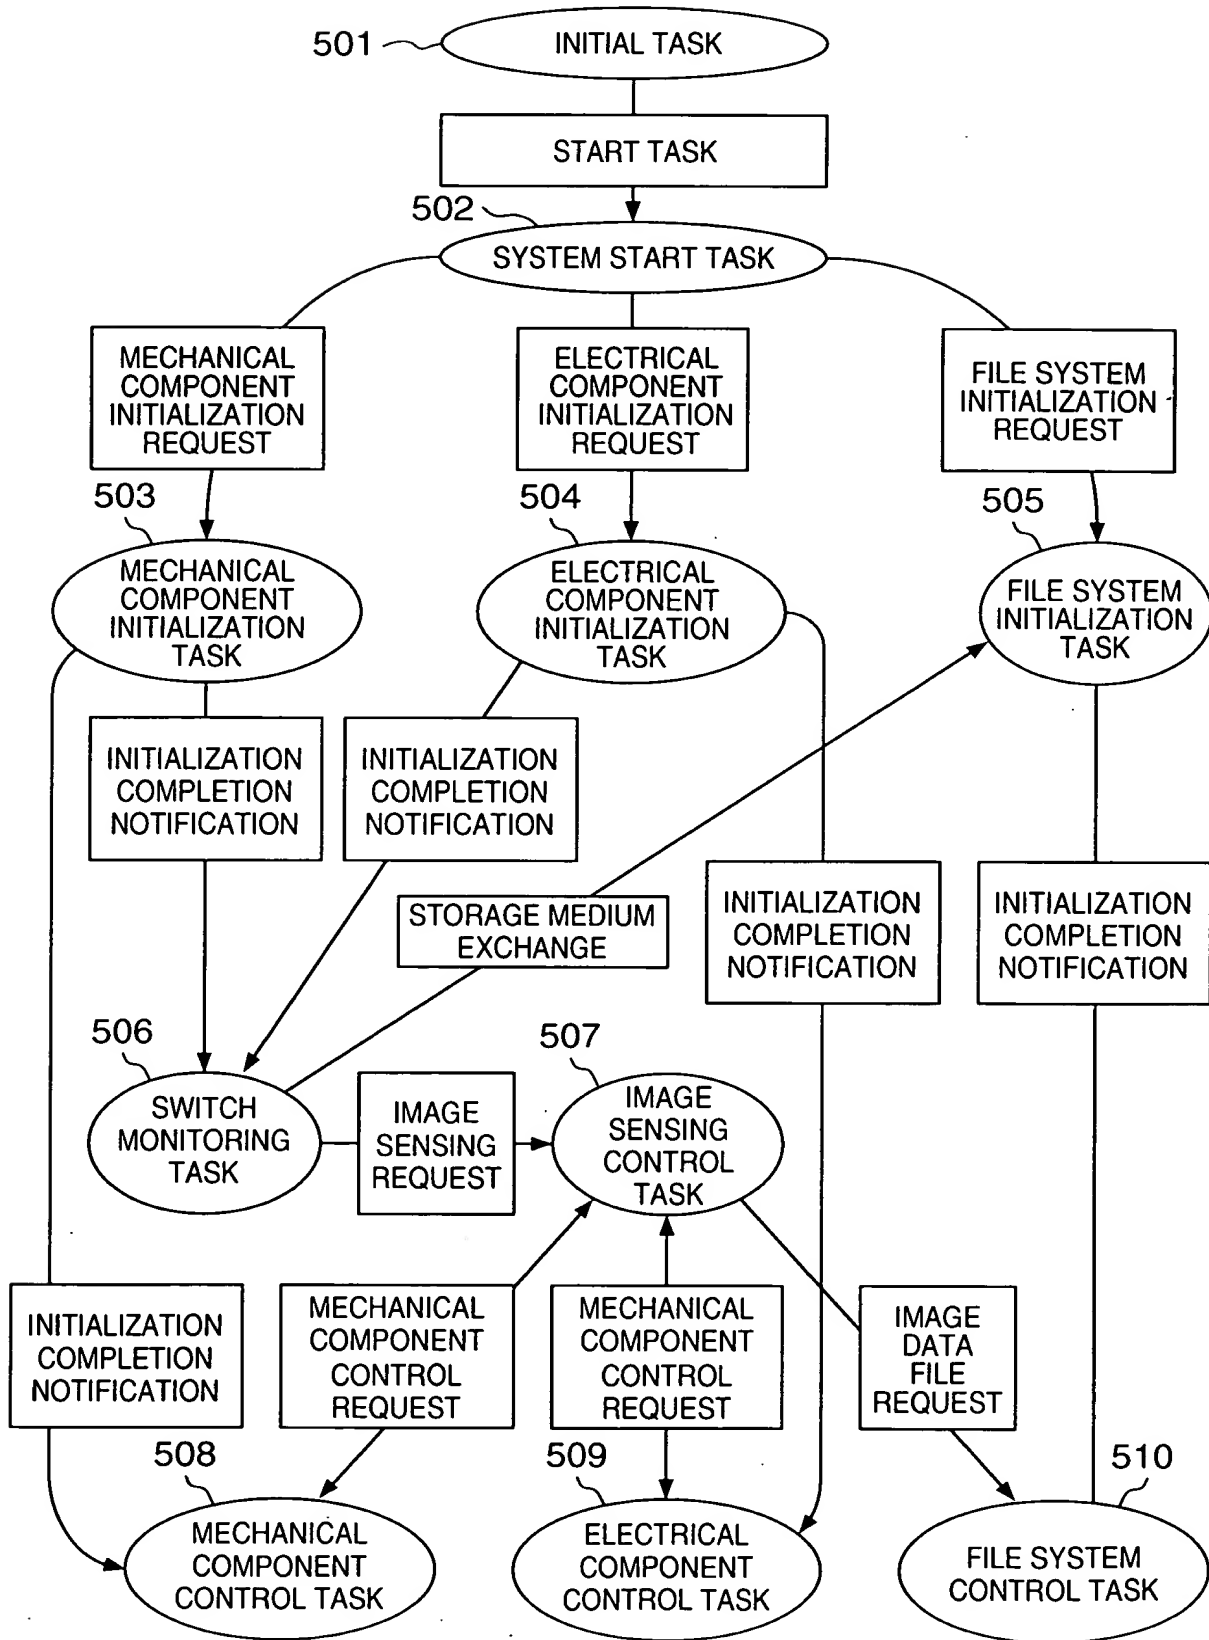 501
INITIAL TASK
START TASK
502
SYSTEM START TASK
MECHANICAL
COMPONENT
INITIALIZATION
REQUEST
ELECTRICAL
COMPONENT
INITIALIZATION
REQUEST
FILE SYSTEM
INITIALIZATION
REQUEST
503
MECHANICAL
COMPONENT
INITIALIZATION
TASK
504
ELECTRICAL
COMPONENT
INITIALIZATION
TASK
505
FILE SYSTEM
INITIALIZATION
TASK
INITIALIZATION
COMPLETION
NOTIFICATION
INITIALIZATION
COMPLETION
NOTIFICATION
STORAGE MEDIUM
EXCHANGE
INITIALIZATION
COMPLETION
NOTIFICATION
INITIALIZATION
COMPLETION
NOTIFICATION
506
SWITCH
MONITORING
TASK
IMAGE
SENSING
REQUEST
507
IMAGE
SENSING
CONTROL
TASK
INITIALIZATION
COMPLETION
NOTIFICATION
MECHANICAL
COMPONENT
CONTROL
REQUEST
MECHANICAL
COMPONENT
CONTROL
REQUEST
IMAGE
DATA
FILE
REQUEST
508
MECHANICAL
COMPONENT
CONTROL TASK
509
ELECTRICAL
COMPONENT
CONTROL TASK
510
FILE SYSTEM
CONTROL TASK